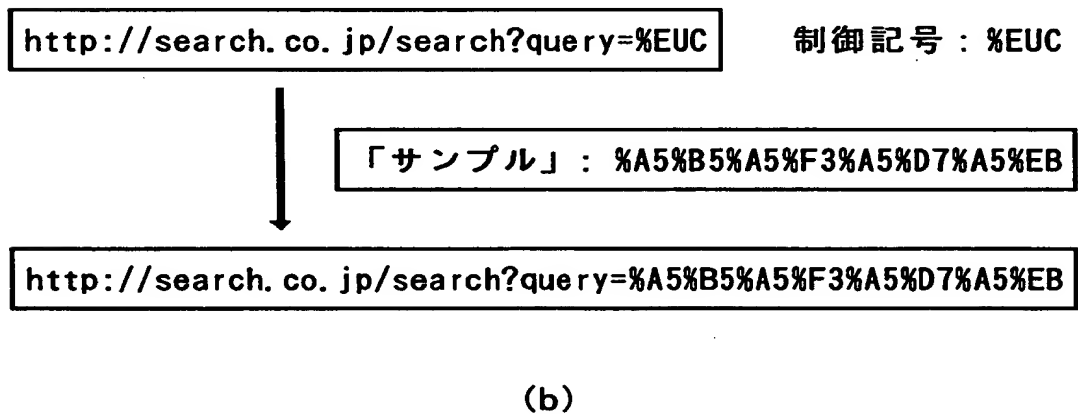 http://search.co.jp/search?query=%EUC 制御記号：%EUC
「サンプル」：%A5%B5%A5%F3%A5%D7%A5%EB
http://search.co.jp/search?query=%A5%B5%A5%F3%A5%D7%A5%EB
(b)